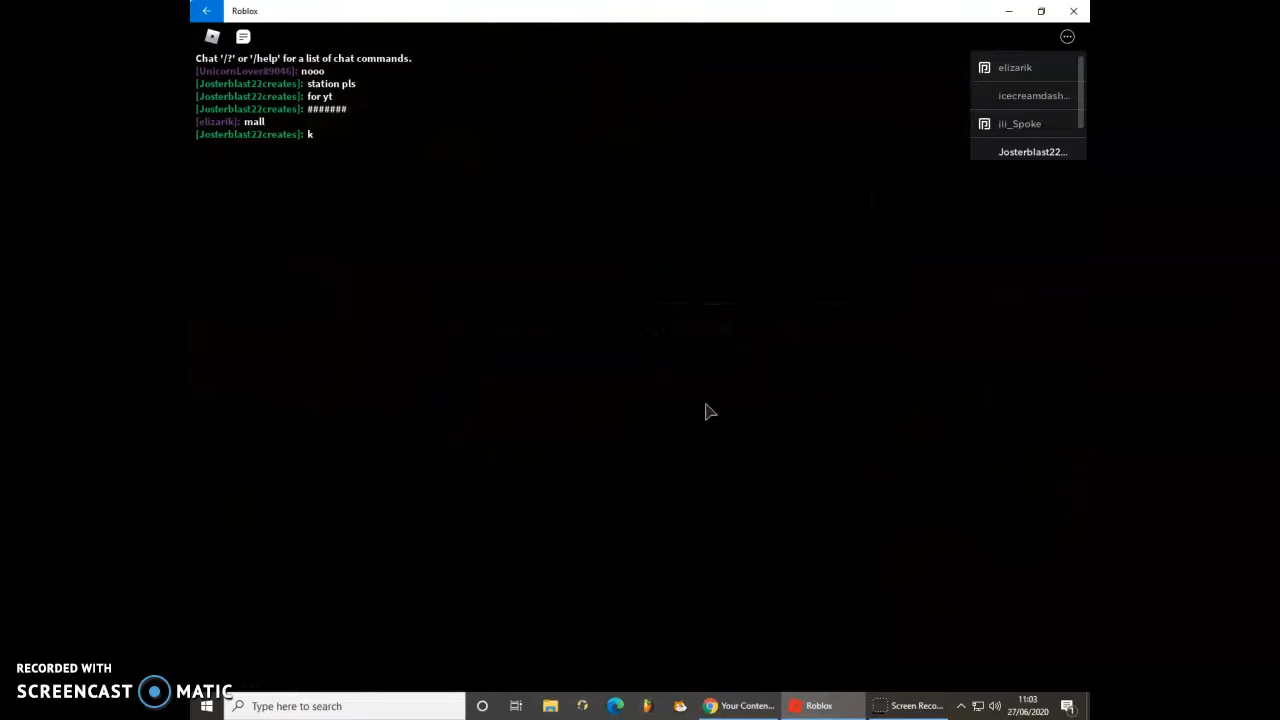 Roblox
Chat '/?' or '/help' for a list of chat commands.
[UnicornLover89046]: nooo
[Josterblast22creates]: station pls
[Josterblast22creates]: for yt
[Josterblast22creates]: #######
[elizarik]: mall
[Josterblast22creates]: k
elizarik
icecreamdash...
iii_Spoke
Josterblast22...
RECORDED WITH
SCREENCAST MATIC
Type here to search
Your Conten...
Roblox
Screen Reco...
11:03
27/06/2020
1